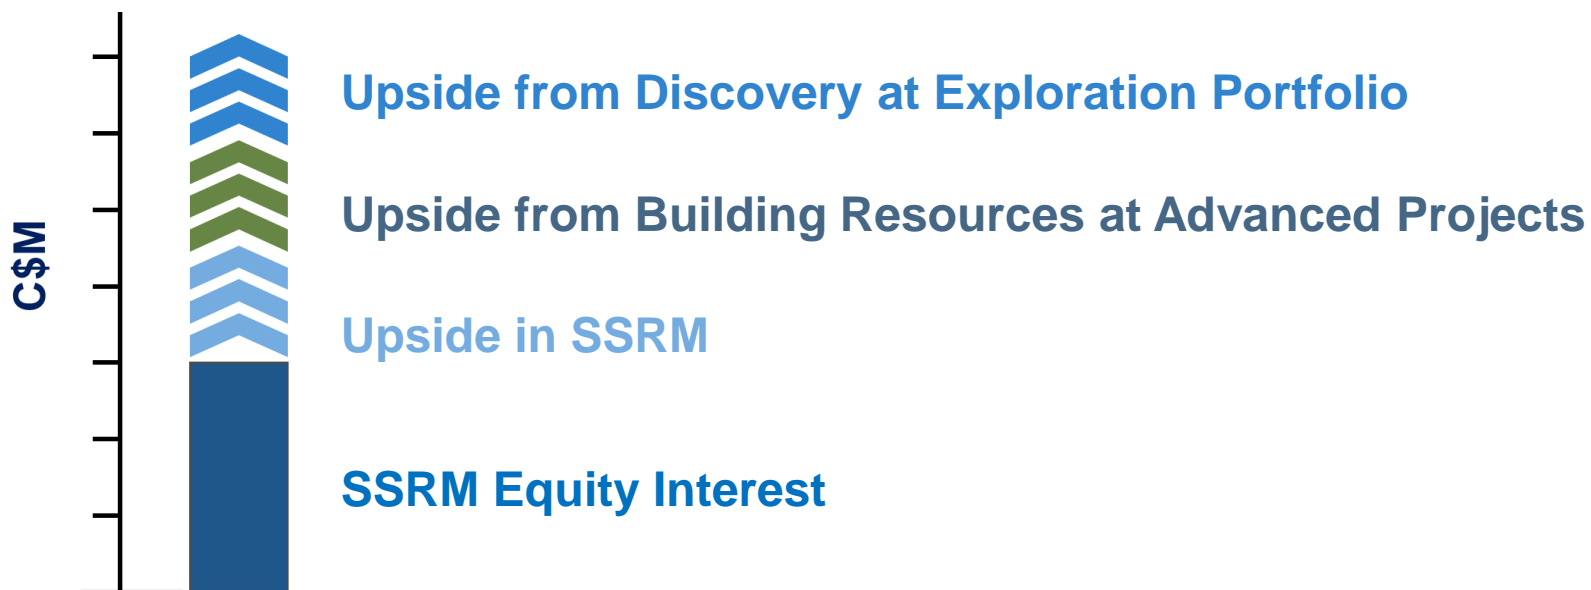 Upside from Discovery at Exploration Portfolio
Upside from Building Resources at Advanced Projects
C$M
Upside in SSRM
SSRM Equity Interest